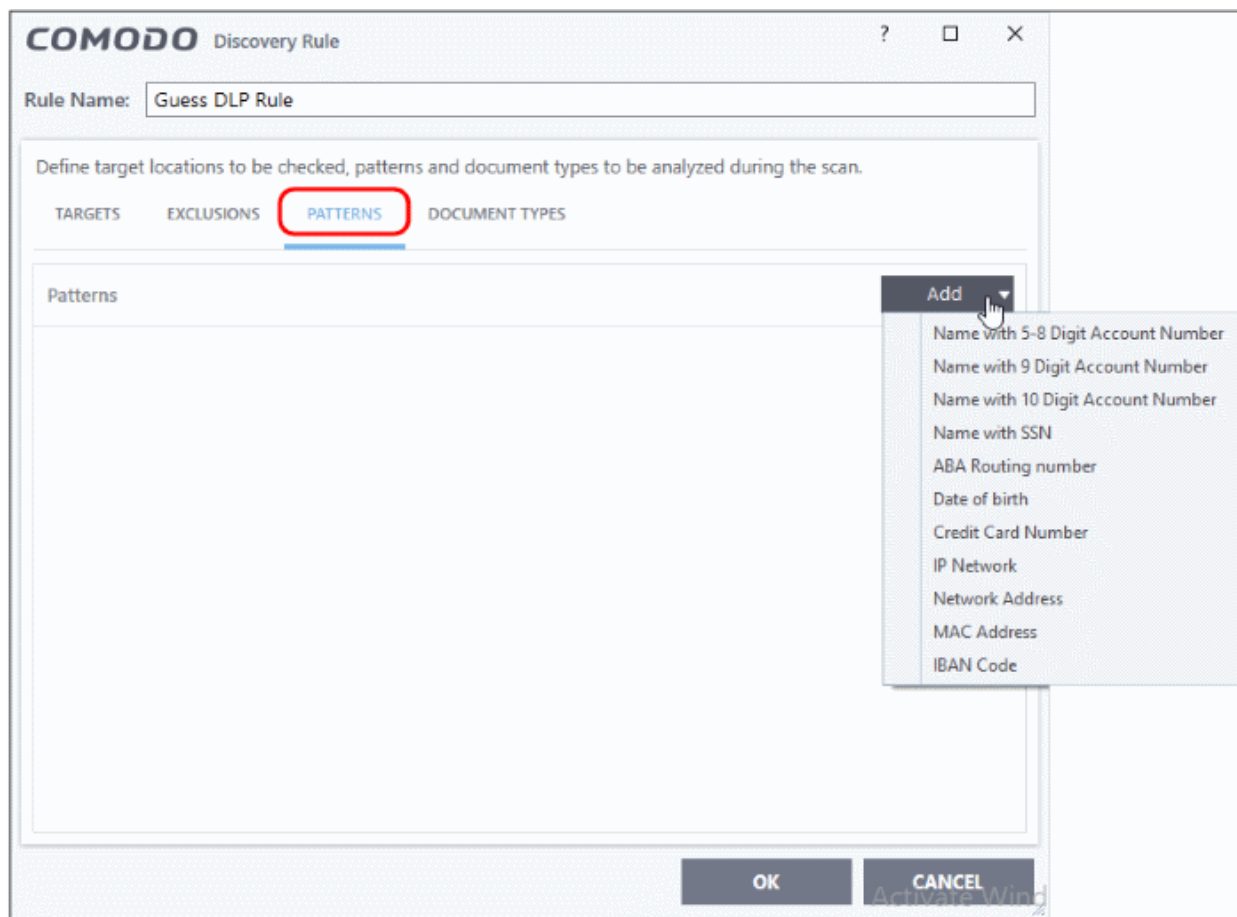 COMODO Discovery Rule ?
Rule Name: Guess DLP Rule
Define target locations to be checked, patterns and document types to be analyzed during the scan.
TARGETS EXCLUSIONS PATTERNS DOCUMENT TYPES
Patterns Add
Name with 5-8 Digit Account Number
Name with 9 Digit Account Number
Name with 10 Digit Account Number
Name with SSN
ABA Routing number
Date of birth
Credit Card Number
IP Network
Network Address
MAC Address
IBAN Code
OK CANCEL
Activate Wind